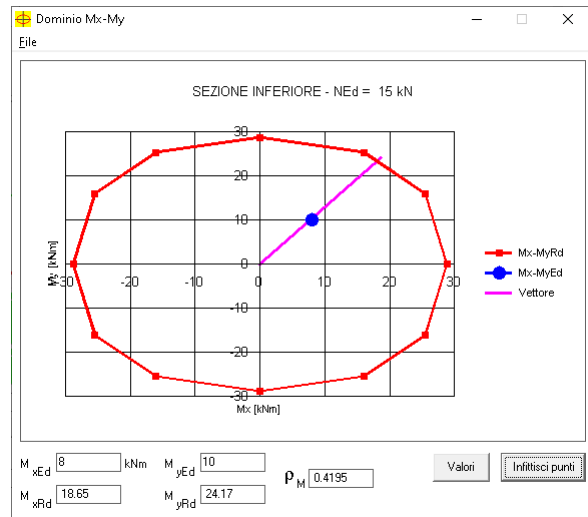 Dominio Mx-My
File
SEZIONE INFERIORE - NEd = 15 kN
30
20
10
0
-30 -20 -10 0 10 20 30
-10
-20
-30
My [kNm]
Mx [kNm]
Mx-MyRd
Mx-MyEd
Vettore
M xEd 8 kNm M yEd 10
ρ M 0.4195
Valori Infittisci punti
M xRd 18.65 M yRd 24.17